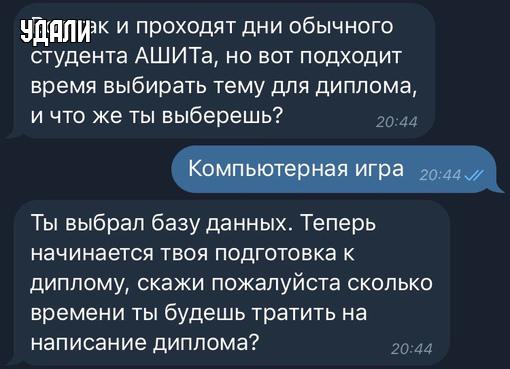 УДАЛИ
так и проходят дни обычного
студента АШИТа, но вот подходит
время выбирать тему для диплома,
и что же ты выберешь?
20:44
Компьютерная игра 20:44
Ты выбрал базу данных. Теперь
начинается твоя подготовка к
диплому, скажи пожалуйста сколько
времени ты будешь тратить на
написание диплома?
20:44